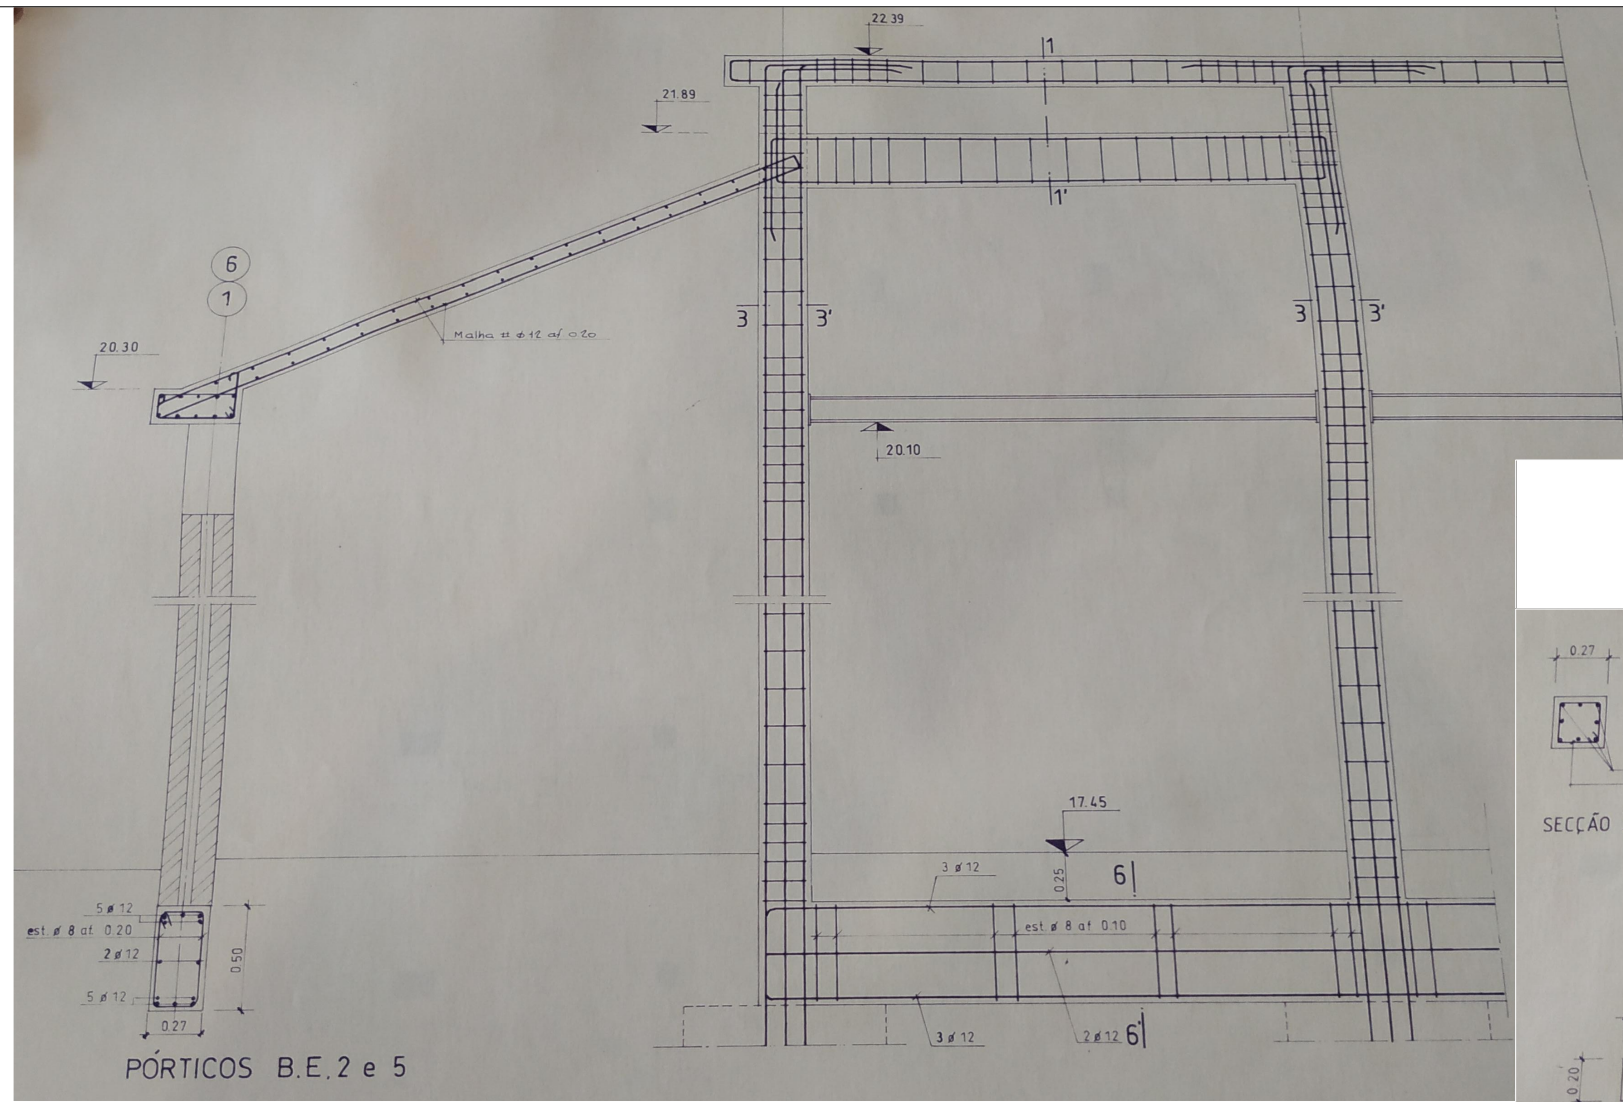 22.39
1
21.89
1'
6
1
3
3'
3
3'
Malha # ø 12 af 0.20
20.30
20.10
0.27
17.45
SECÇÃO
3 ø 12
0.25
6
5 ø 12
est. ø 8 af. 0.20
est. ø 8 af 0.10
2 ø 12
0.50
5 ø 12
0.27
3 ø 12
2 ø 12
6'
PÓRTICOS B.E. 2 e 5
0.20